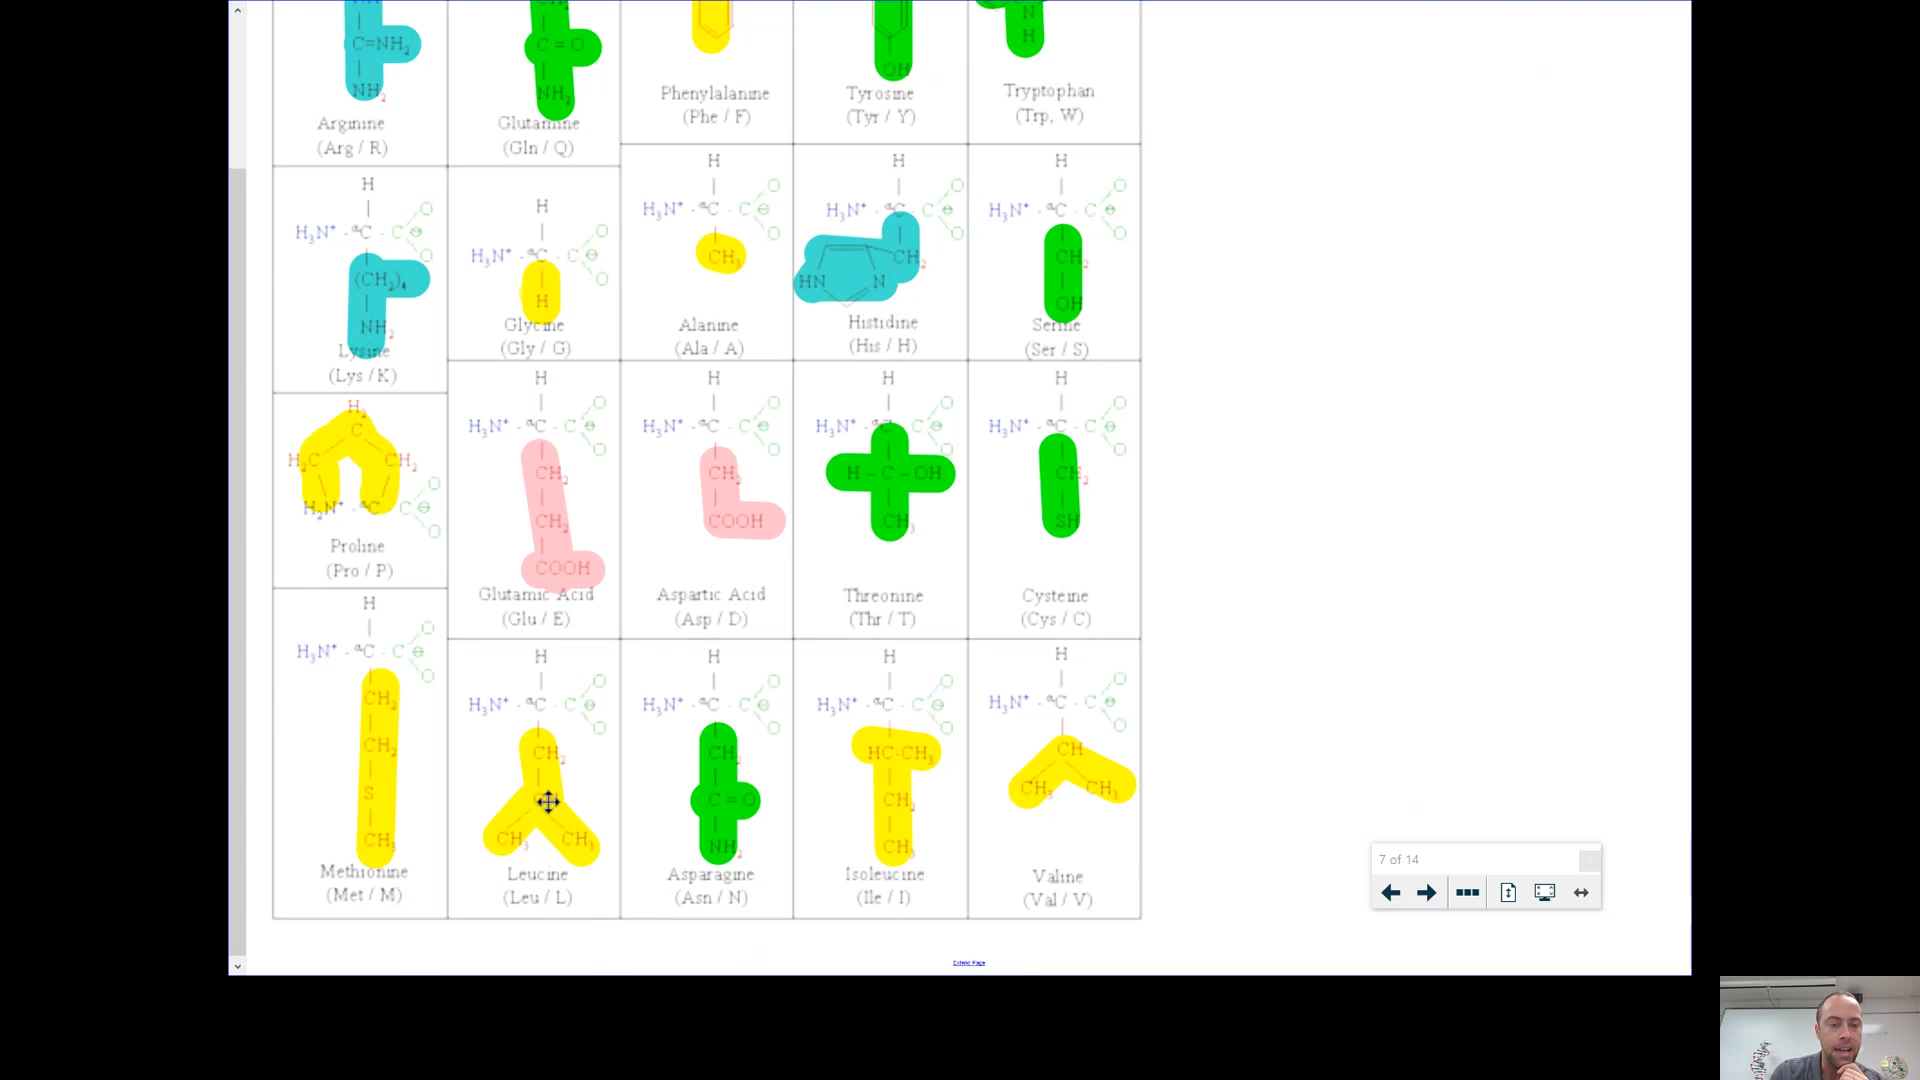 C=NH2
NH2
Arginine
(Arg / R)
C = O
NH2
Glutamine
(Gln / Q)
Phenylalanine
(Phe / F)
OH
Tyrosine
(Tyr / Y)
N
H
Tryptophan
(Trp, W)
H
O
H3N+ - αC - C ⊖
O
(CH2)4
NH2
Lysine
(Lys / K)
H
O
H3N+ - αC - C ⊖
O
H
Glycine
(Gly / G)
H
O
H3N+ - αC - C ⊖
O
CH3
Alanine
(Ala / A)
H
O
H3N+ - αC - C ⊖
O
CH2
HN N
Histidine
(His / H)
H
O
H3N+ - αC - C ⊖
O
CH2
OH
Serine
(Ser / S)
H2
C
H2C CH2
O
H2N+ - αC - C ⊖
O
Proline
(Pro / P)
H
O
H3N+ - αC - C ⊖
O
CH2
CH2
COOH
Glutamic Acid
(Glu / E)
H
O
H3N+ - αC - C ⊖
O
CH2
COOH
Aspartic Acid
(Asp / D)
H
O
H3N+ - C ⊖
O
H - C - OH
CH3
Threonine
(Thr / T)
H
O
H3N+ - αC - C ⊖
O
CH2
SH
Cysteine
(Cys / C)
H
O
H3N+ - αC - C ⊖
O
CH2
CH2
S
CH3
Methionine
(Met / M)
H
O
H3N+ - αC - C ⊖
O
CH2
CH3 CH3
Leucine
(Leu / L)
H
O
H3N+ - αC - C ⊖
O
CH2
C = O
NH2
Asparagine
(Asn / N)
H
O
H3N+ - αC - C ⊖
O
HC-CH3
CH2
CH3
Isoleucine
(Ile / I)
H
O
H3N+ - αC - C ⊖
O
CH
CH3 CH3
Valine
(Val / V)
7 of 14
Extend Page